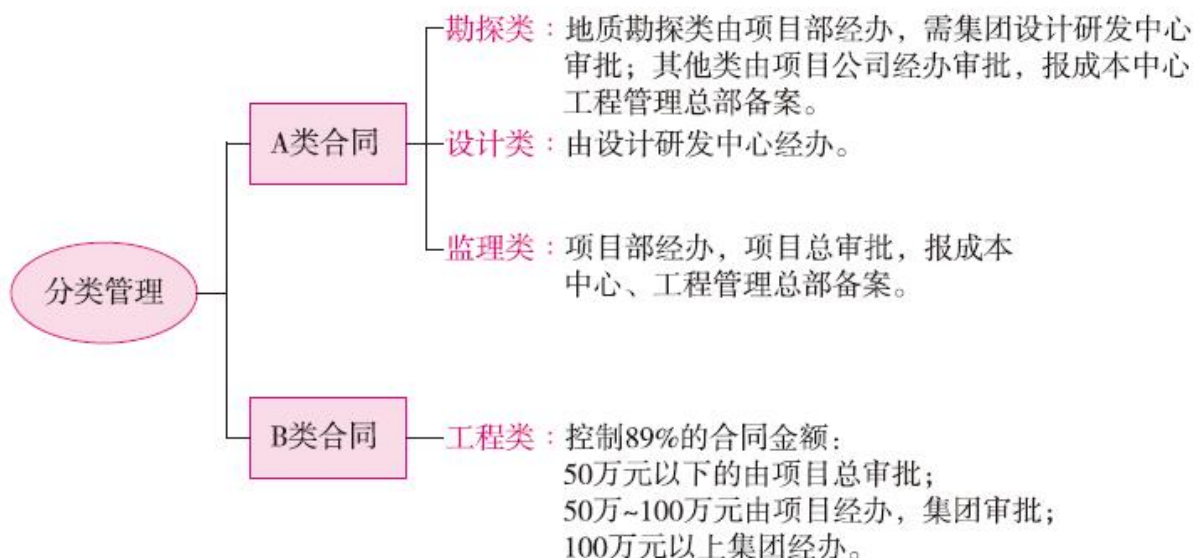 分类管理
A类合同
勘探类：地质勘探类由项目部经办，需集团设计研发中心
审批；其他类由项目公司经办审批，报成本中心
工程管理总部备案。
设计类：由设计研发中心经办。
监理类：项目部经办，项目总审批，报成本
中心、工程管理总部备案。
B类合同
工程类：控制89%的合同金额：
50万元以下的由项目总审批；
50万~100万元由项目经办，集团审批；
100万元以上集团经办。